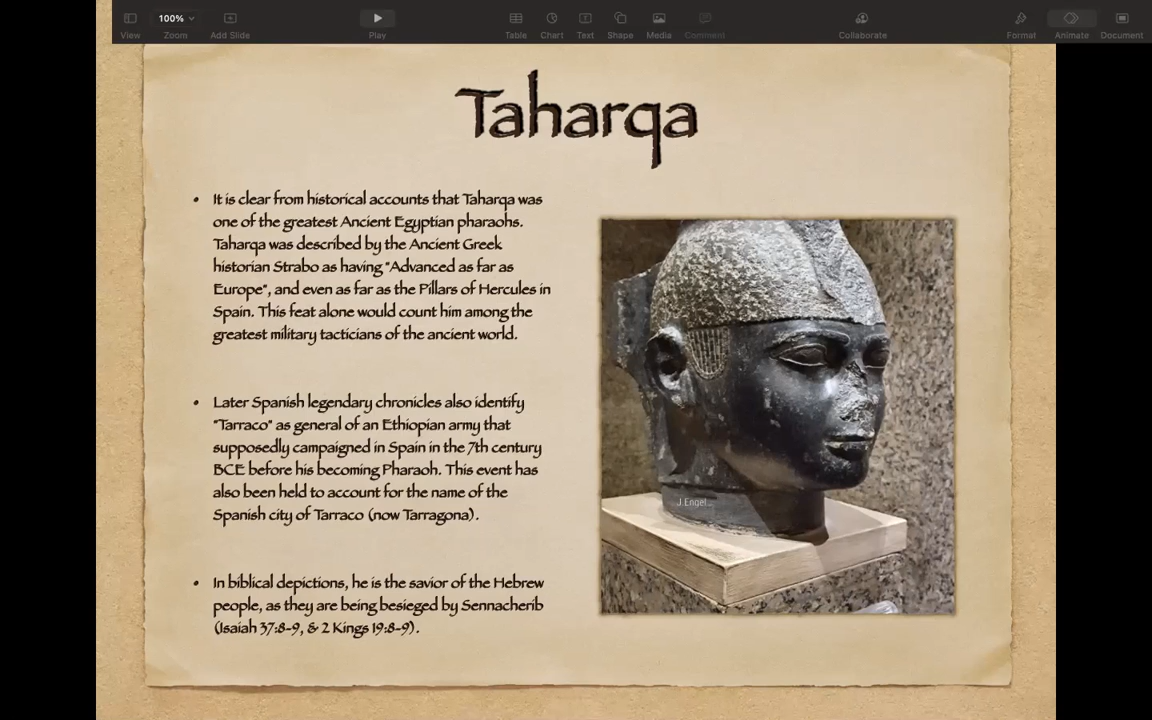 100%
View
Zoom
Add Slide
Play
Table
Chart
Text
Shape
Media
Comment
Collaborate
Format
Animate
Document
Taharqa
• It is clear from historical accounts that Taharqa was
one of the greatest Ancient Egyptian pharaohs.
Taharqa was described by the Ancient Greek
historian Strabo as having "Advanced as far as
Europe", and even as far as the Pillars of Hercules in
Spain. This feat alone would count him among the
greatest military tacticians of the ancient world.
• Later Spanish legendary chronicles also identify
"Tarraco" as general of an Ethiopian army that
supposedly campaigned in Spain in the 7th century
BCE before his becoming Pharaoh. This event has
also been held to account for the name of the
Spanish city of Tarraco (now Tarragona).
• In biblical depictions, he is the savior of the Hebrew
people, as they are being besieged by Sennacherib
(Isaiah 37:8-9, & 2 Kings 19:8-9).
J.Engel...